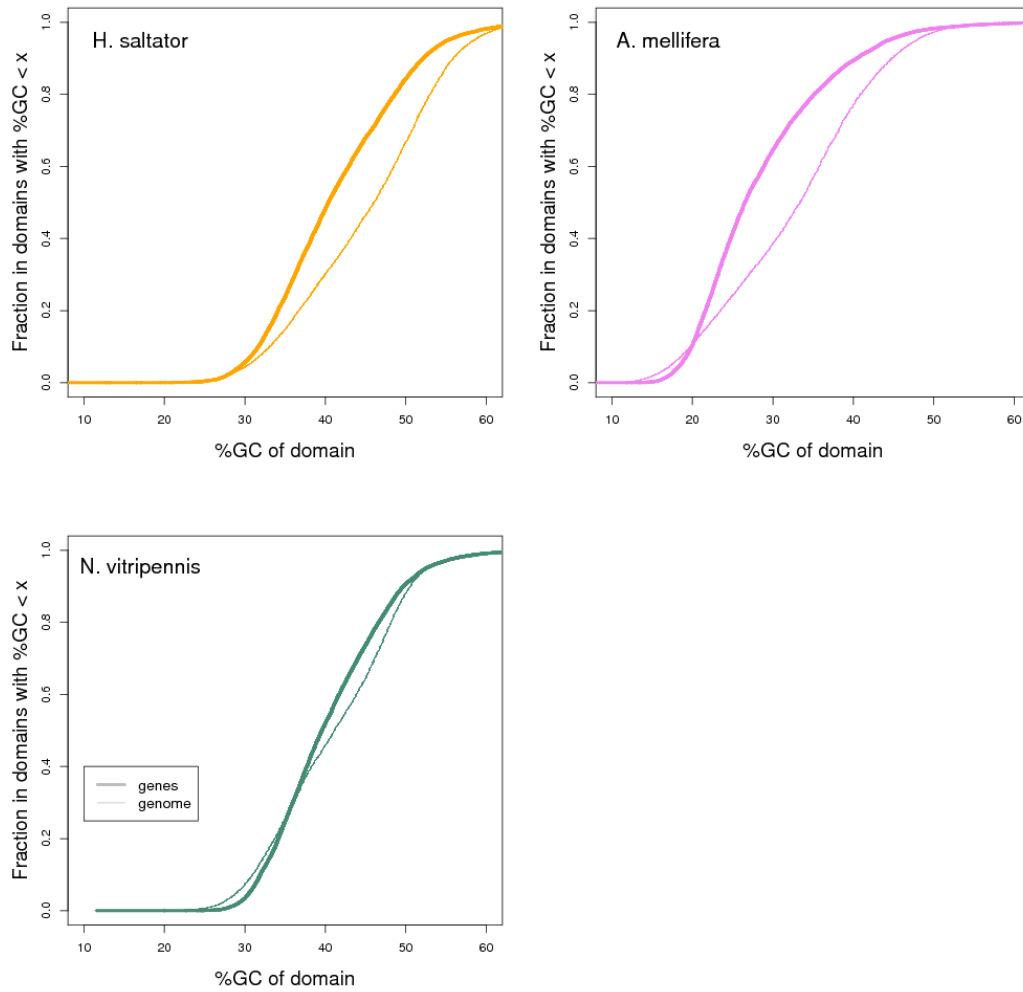 H. saltator
Fraction in domains with %GC < x
0.0 0.2 0.4 0.6 0.8 1.0
10 20 30 40 50 60
%GC of domain
A. mellifera
Fraction in domains with %GC < x
0.0 0.2 0.4 0.6 0.8 1.0
10 20 30 40 50 60
%GC of domain
N. vitripennis
Fraction in domains with %GC < x
0.0 0.2 0.4 0.6 0.8 1.0
genes
genome
10 20 30 40 50 60
%GC of domain